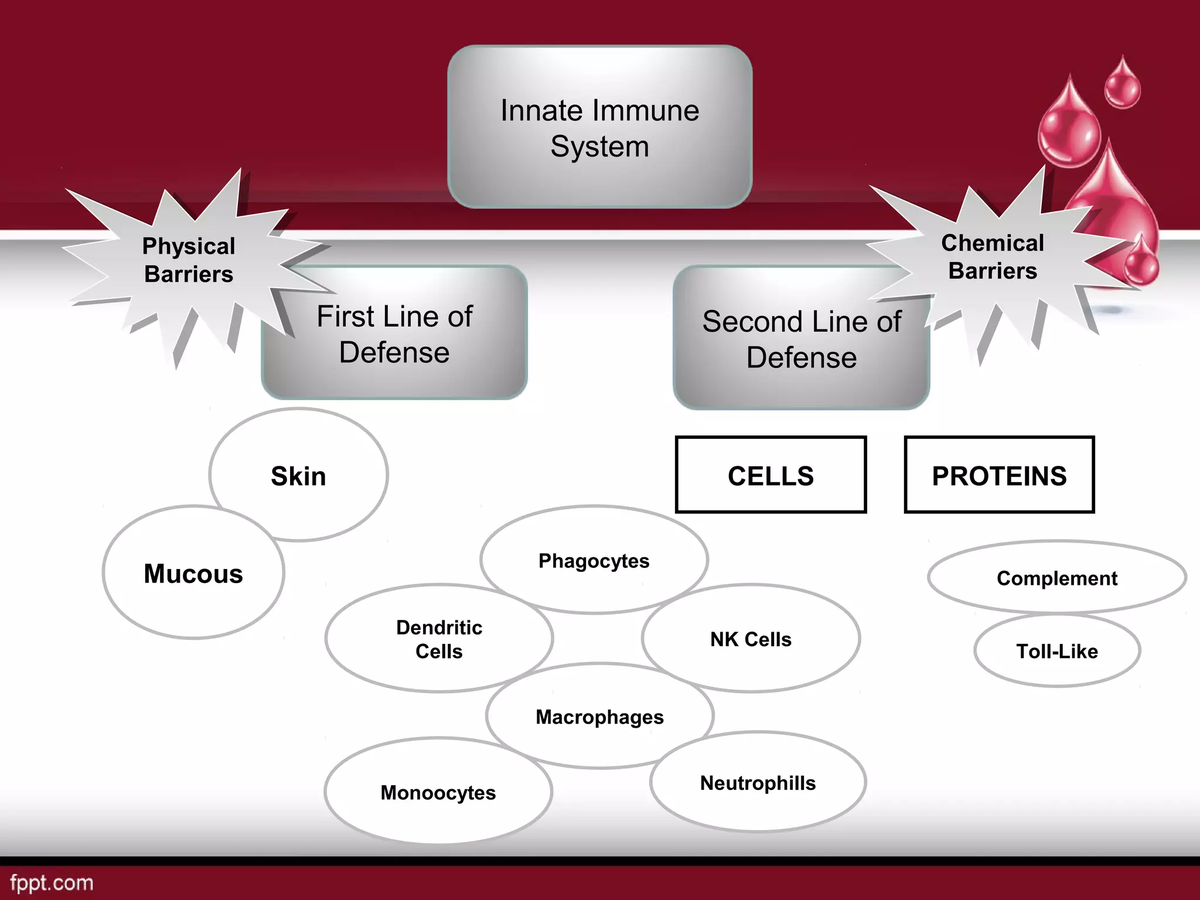 Innate Immune
System
Physical
Barriers
Chemical
Barriers
First Line of
Defense
Second Line of
Defense
Skin
Mucous
CELLS
PROTEINS
Phagocytes
Dendritic
Cells
NK Cells
Macrophages
Monoocytes
Neutrophills
Complement
Toll-Like
fppt.com